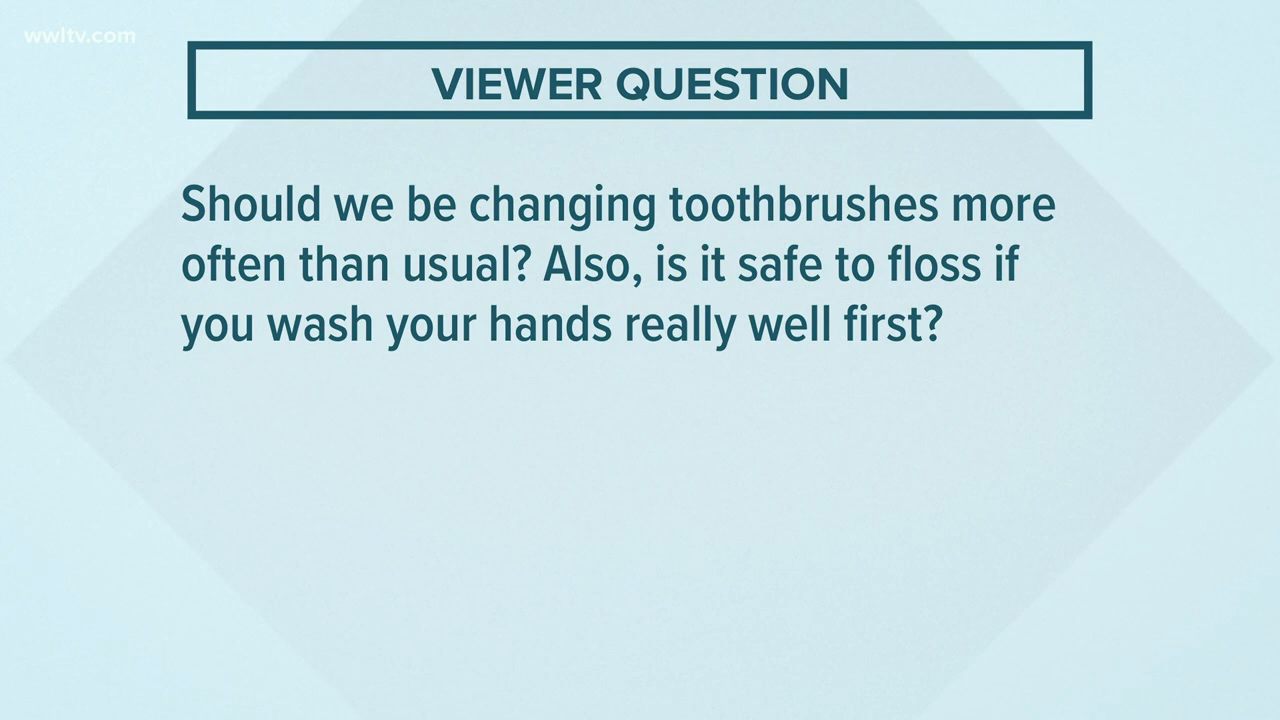 wwltv.com
VIEWER QUESTION
Should we be changing toothbrushes more
often than usual? Also, is it safe to floss if
you wash your hands really well first?